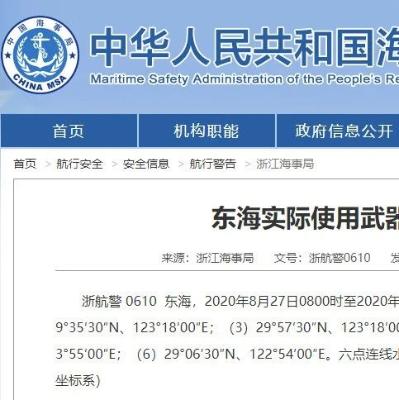 中国海事局
CHINA MSA
中华人民共和国海
Maritime Safety Administration of the People's Re
首页 机构职能 政府信息公开
首页 > 航行安全 > 安全信息 > 航行警告 > 浙江海事局
东海实际使用武器
来源：浙江海事局 文号：浙航警0610 发
浙航警 0610 东海，2020年8月27日0800时至2020年
9°35′30″N、123°18′00″E；（3）29°57′30″N、123°18′00
3°55′00″E；（6）29°06′30″N、122°54′00″E。六点连线水
坐标系）